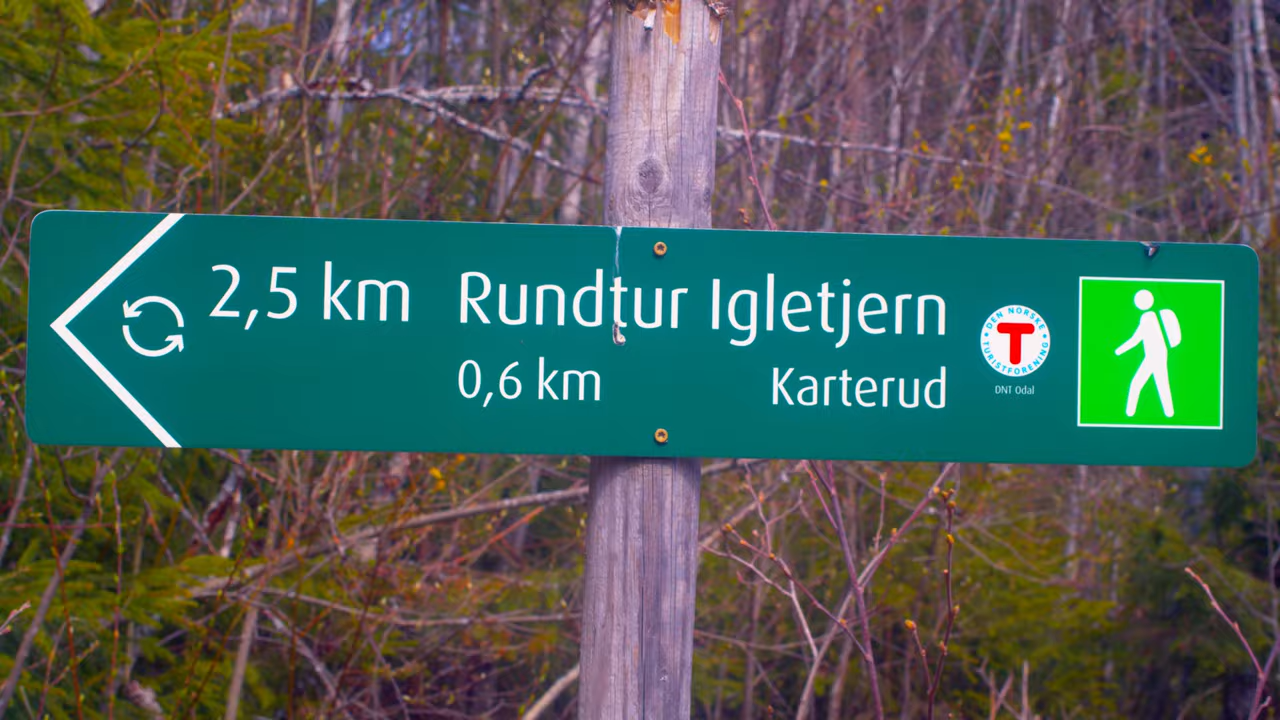 2,5 km Rundtur Igletjern
0,6 km Karterud
DEN NORSKE
T
TURISTFORENING
DNT Odal